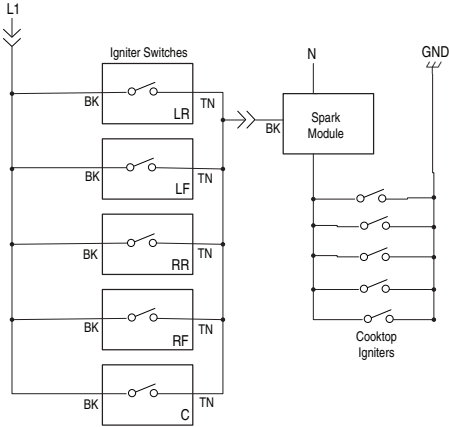 L1
Igniter Switches
N
GND
BK
TN
LR
BK
Spark
Module
BK
TN
LF
BK
TN
RR
BK
TN
RF
Cooktop
Igniters
BK
TN
C